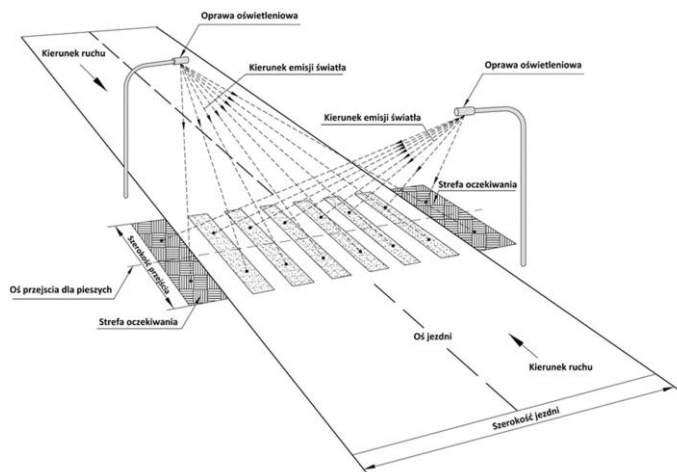 Oprawa oświetleniowa
Kierunek ruchu
Kierunek emisji światła
Oprawa oświetleniowa
Kierunek emisji światła
Strefa oczekiwania
Szerokość przejścia
Oś przejscia dla pieszych
Strefa oczekiwania
Oś jezdni
Kierunek ruchu
Szerokość jezdni